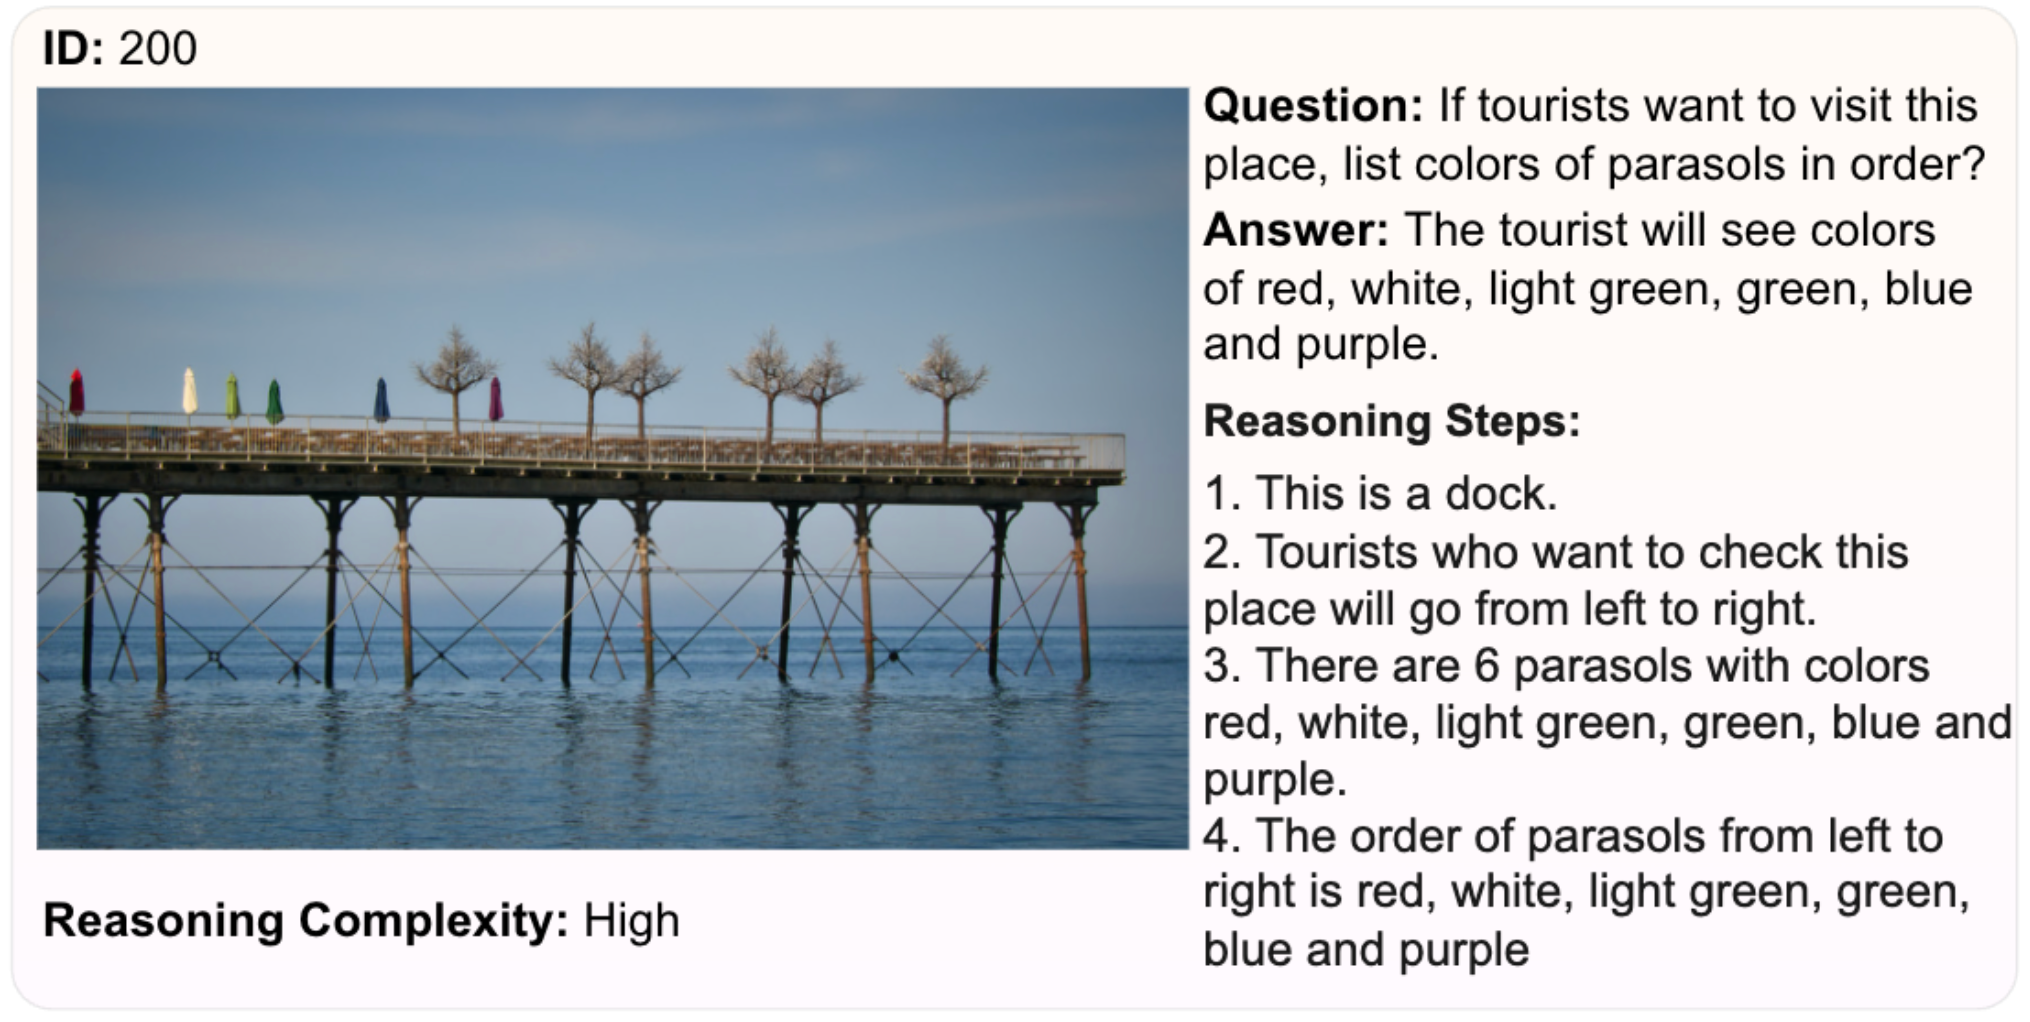 ID: 200
Question: If tourists want to visit this
place, list colors of parasols in order?
Answer: The tourist will see colors
of red, white, light green, green, blue
and purple.
Reasoning Steps:
1. This is a dock.
2. Tourists who want to check this
place will go from left to right.
3. There are 6 parasols with colors
red, white, light green, green, blue and
purple.
4. The order of parasols from left to
right is red, white, light green, green,
blue and purple
Reasoning Complexity: High